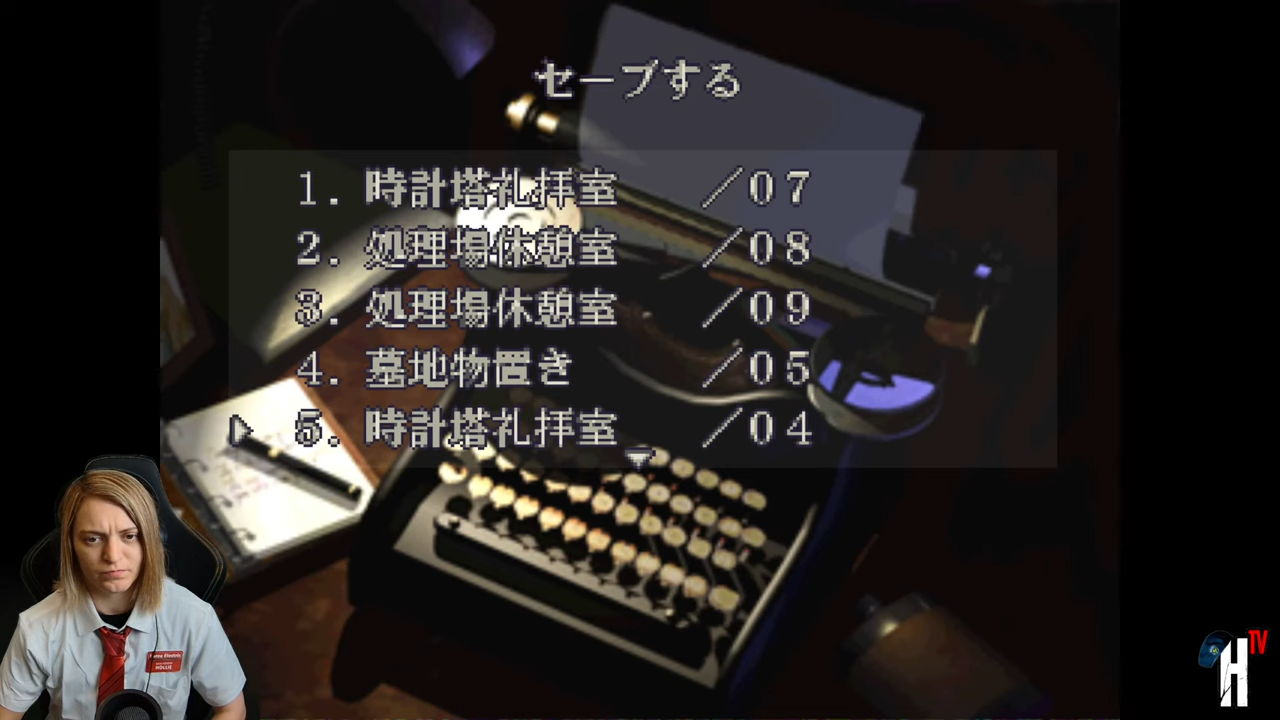 セーブする
1. 時計塔礼拝室 ／07
2. 処理場休憩室 ／08
3. 処理場休憩室 ／09
4. 墓地物置き ／05
5. 時計塔礼拝室 ／04
HOLLIE
H TV